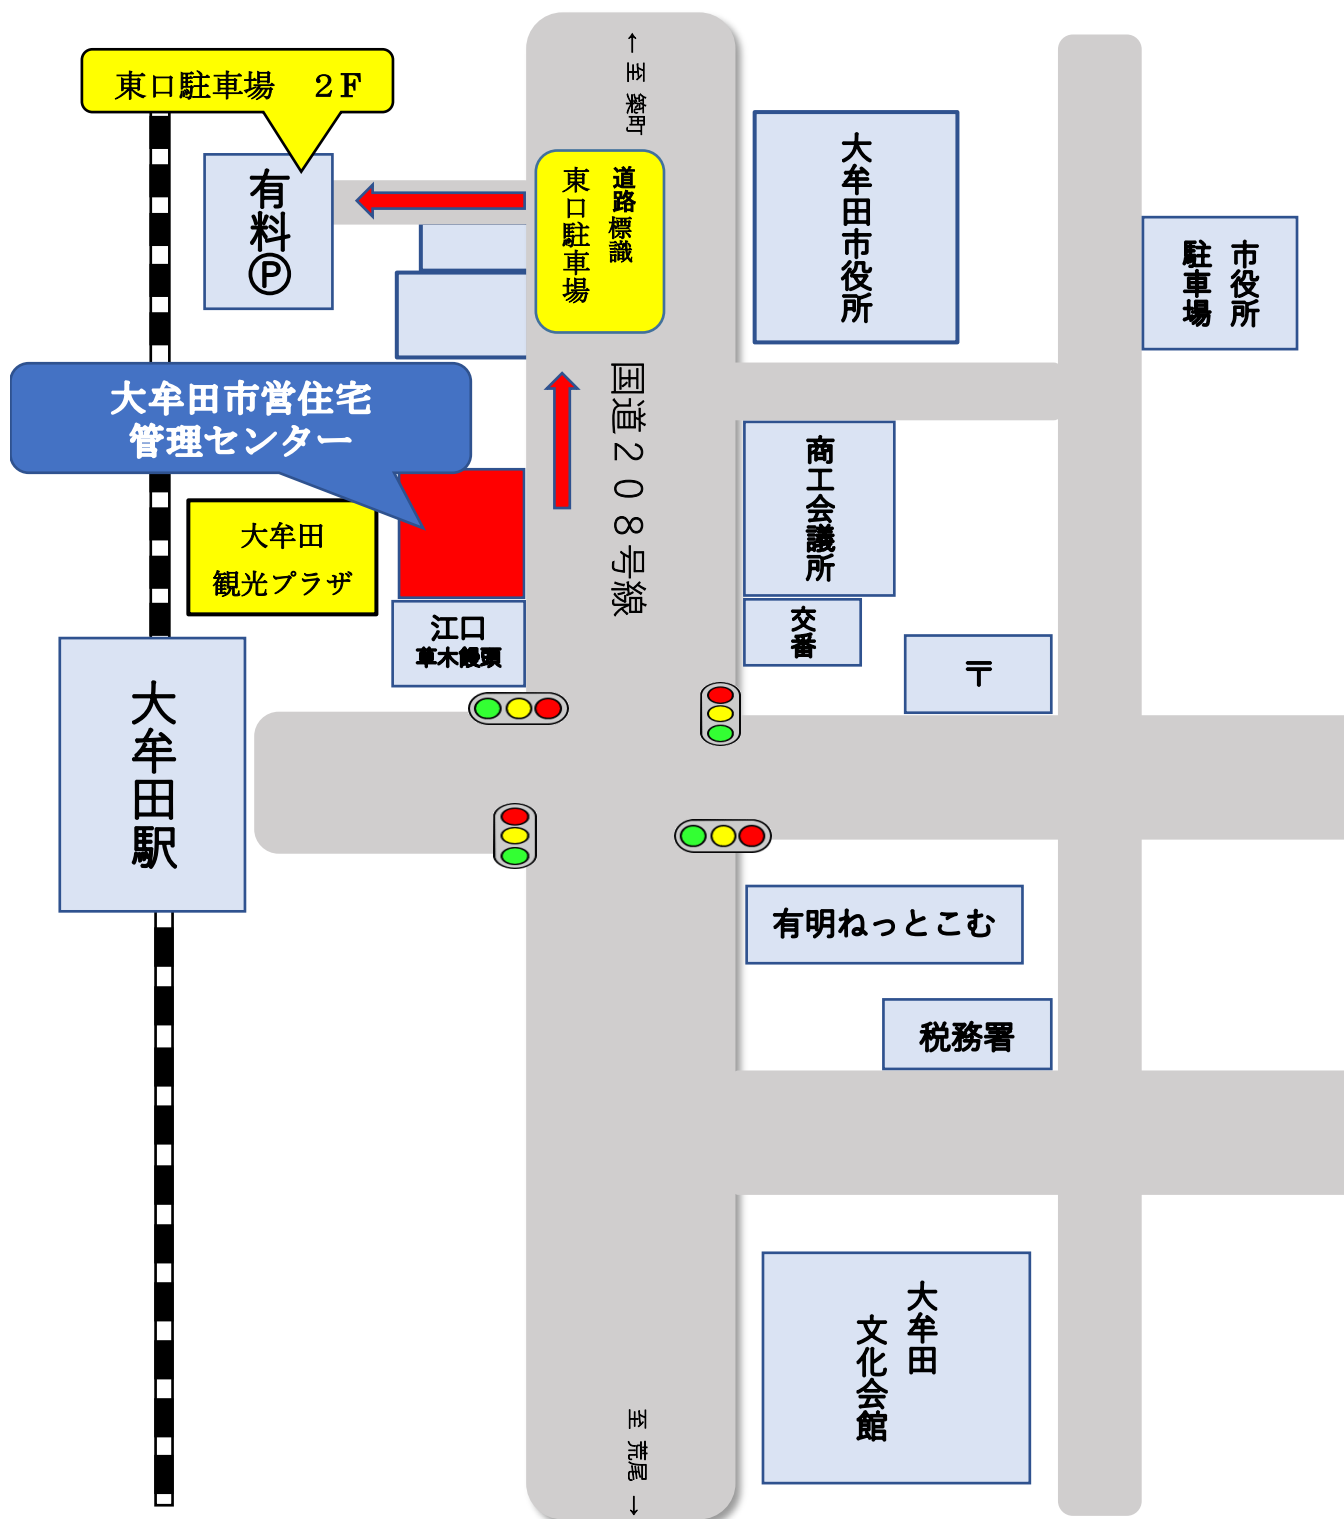 ← 至 築町
東口駐車場　２F
有料Ⓟ
道路標識
東口駐車場
大牟田市役所
市役所
駐車場
国道２０８号線
大牟田市営住宅
管理センター
大牟田
観光プラザ
商工会議所
江口
草木饅頭
交番
〒
大牟田駅
有明ねっとこむ
税務署
大牟田
文化会館
至 荒尾 →